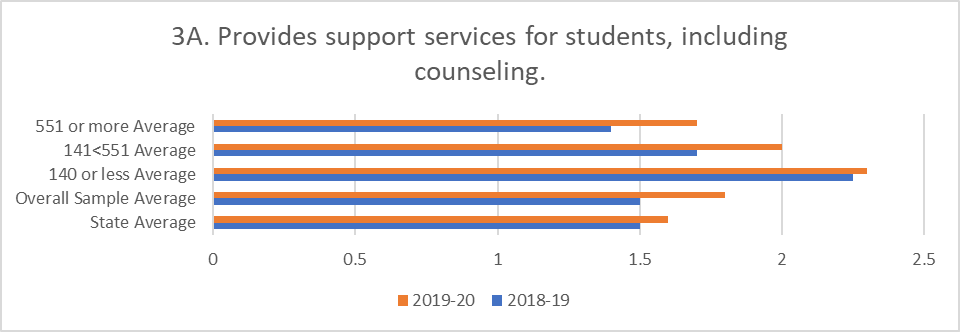 3A. Provides support services for students, including
counseling.
551 or more Average
141<551 Average
140 or less Average
Overall Sample Average
State Average
0 0.5 1 1.5 2 2.5
2019-20 2018-19